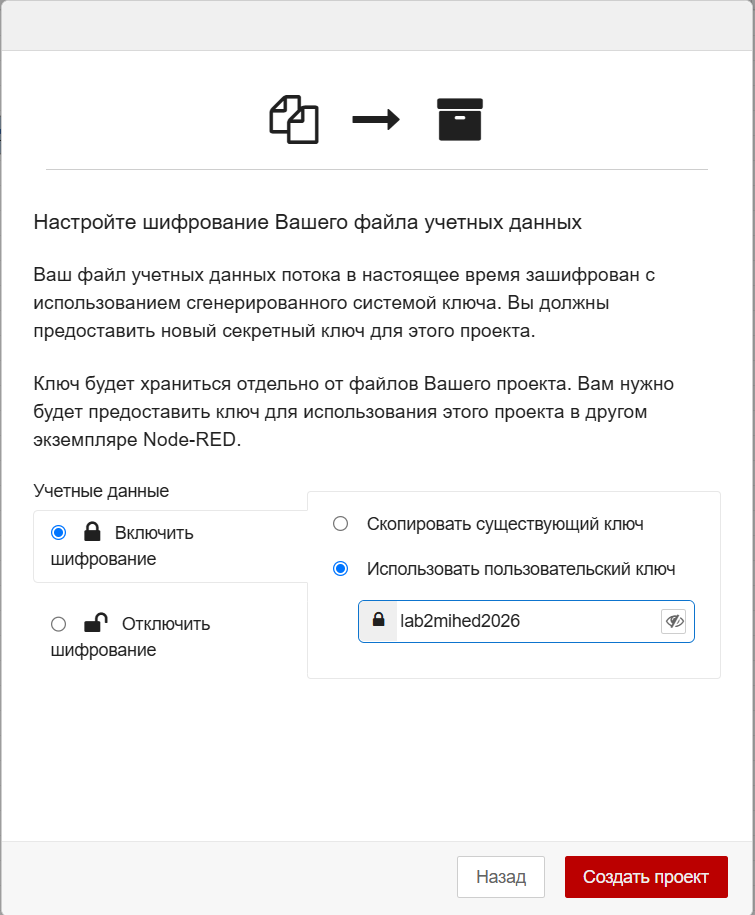 Настройте шифрование Вашего файла учетных данных
Ваш файл учетных данных потока в настоящее время зашифрован с
использованием сгенерированного системой ключа. Вы должны
предоставить новый секретный ключ для этого проекта.
Ключ будет храниться отдельно от файлов Вашего проекта. Вам нужно
будет предоставить ключ для использования этого проекта в другом
экземпляре Node-RED.
Учетные данные
Включить
шифрование
Отключить
шифрование
Скопировать существующий ключ
Использовать пользовательский ключ
lab2mihed2026
Назад
Создать проект